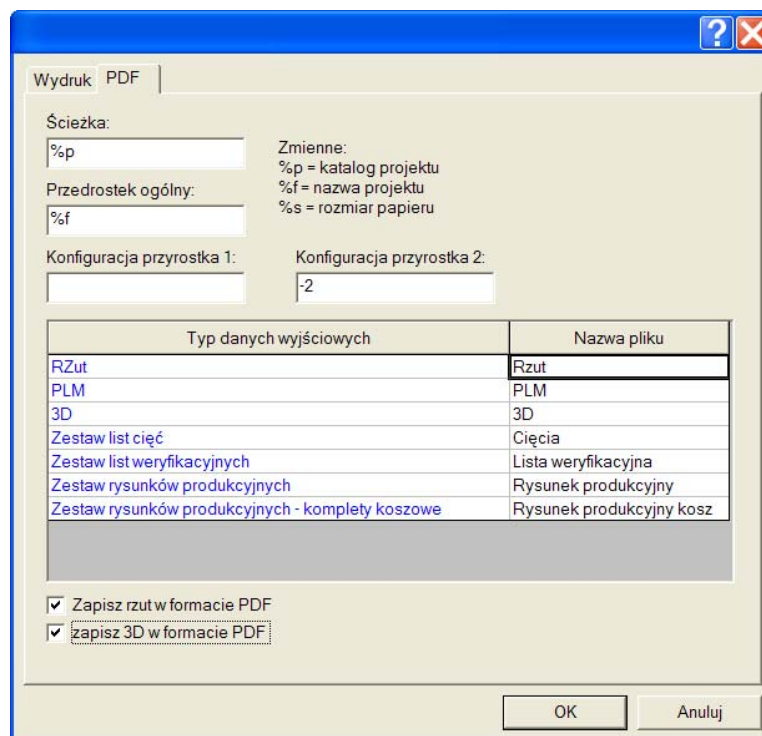 Wydruk PDF
Ścieżka:
%p
Zmienne:
%p = katalog projektu
%f = nazwa projektu
%s = rozmiar papieru
Przedrostek ogólny:
%f
Konfiguracja przyrostka 1: Konfiguracja przyrostka 2:
-2
Typ danych wyjściowych Nazwa pliku
RZut Rzut
PLM PLM
3D 3D
Zestaw list cięć Cięcia
Zestaw list weryfikacyjnych Lista weryfikacyjna
Zestaw rysunków produkcyjnych Rysunek produkcyjny
Zestaw rysunków produkcyjnych - komplety koszowe Rysunek produkcyjny kosz
Zapisz rzut w formacie PDF
zapisz 3D w formacie PDF
OK Anuluj